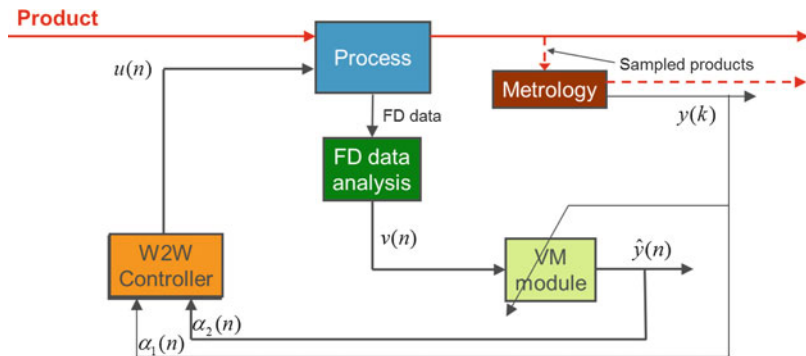 Product
Process
u(n)
Sampled products
Metrology
y(k)
FD data
FD data
analysis
v(n)
W2W
Controller
VM
module
ŷ(n)
α₂(n)
α₁(n)